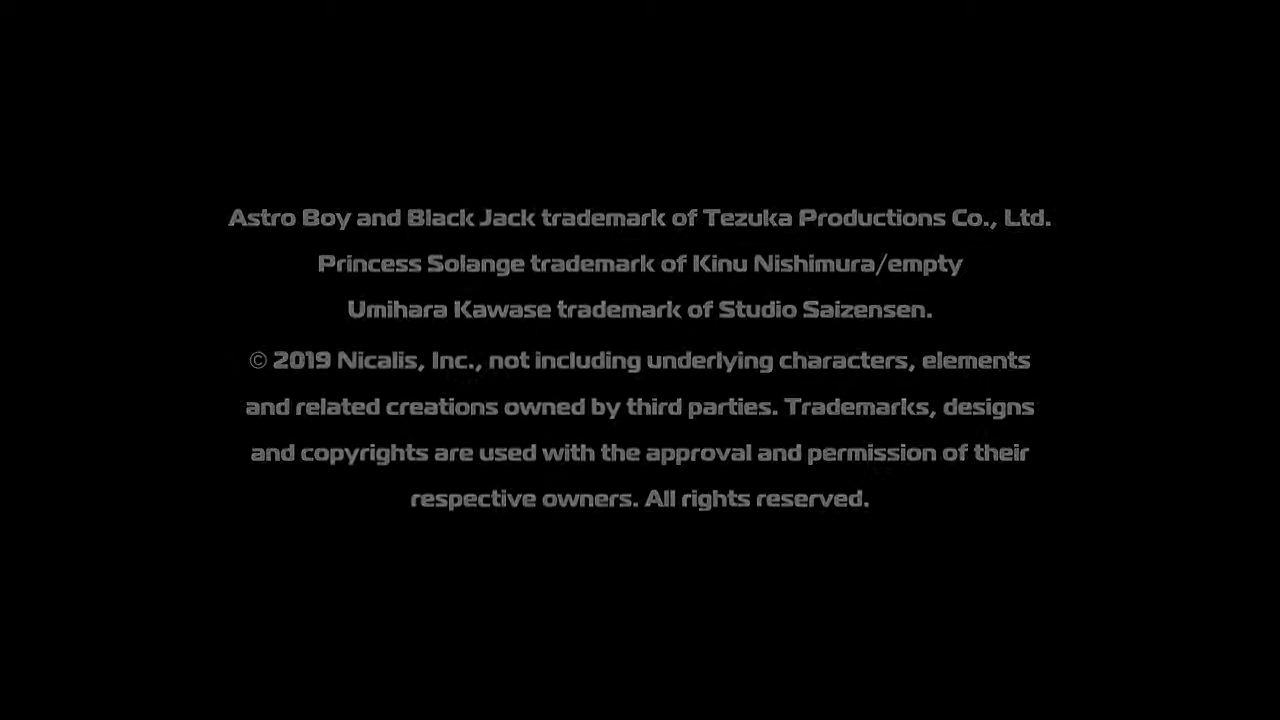 Astro Boy and Black Jack trademark of Tezuka Productions Co., Ltd.
Princess Solange trademark of Kinu Nishimura/empty
Umihara Kawase trademark of Studio Saizensen.
© 2019 Nicalis, Inc., not including underlying characters, elements
and related creations owned by third parties. Trademarks, designs
and copyrights are used with the approval and permission of their
respective owners. All rights reserved.